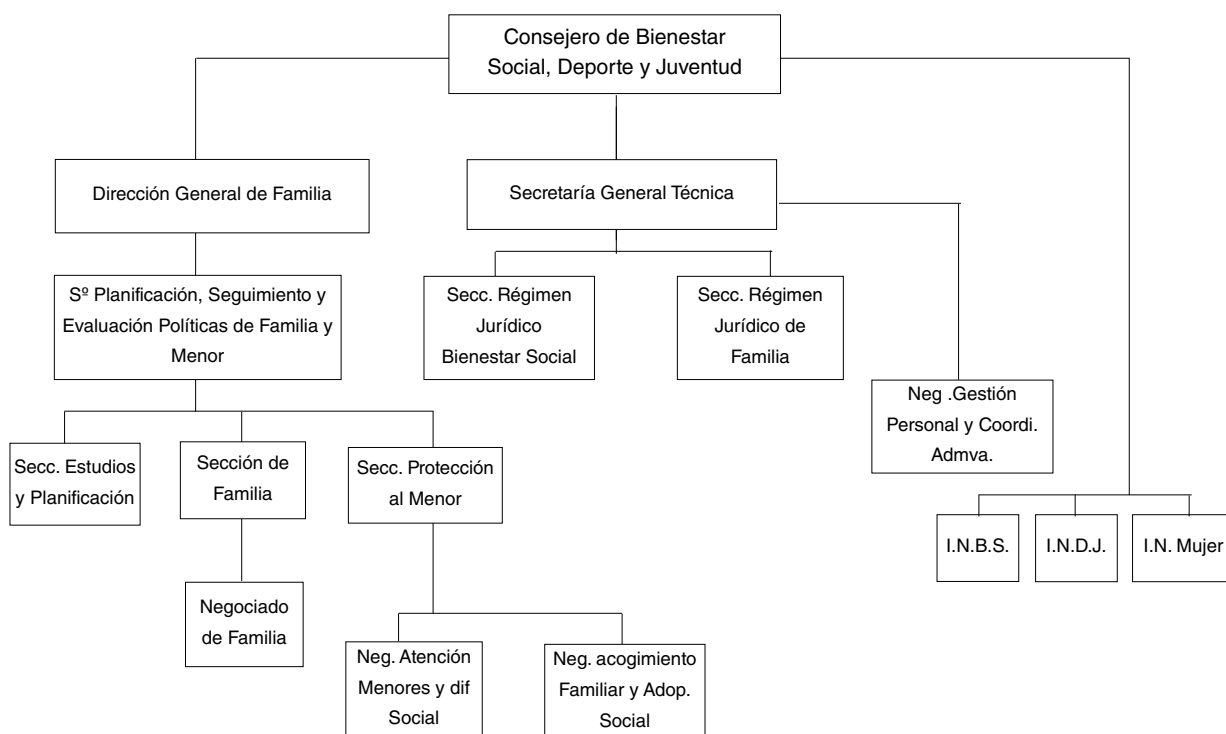 Consejero de Bienestar
Social, Deporte y Juventud
Dirección General de Familia
Secretaría General Técnica
Sº Planificación, Seguimiento y
Evaluación Políticas de Familia y
Menor
Secc. Régimen
Jurídico
Bienestar Social
Secc. Régimen
Jurídico de
Familia
Neg .Gestión
Personal y Coordi.
Admva.
Secc. Estudios
y Planificación
Sección de
Familia
Secc. Protección
al Menor
I.N.B.S.
I.N.D.J.
I.N. Mujer
Negociado
de Familia
Neg. Atención
Menores y dif
Social
Neg. acogimiento
Familiar y Adop.
Social